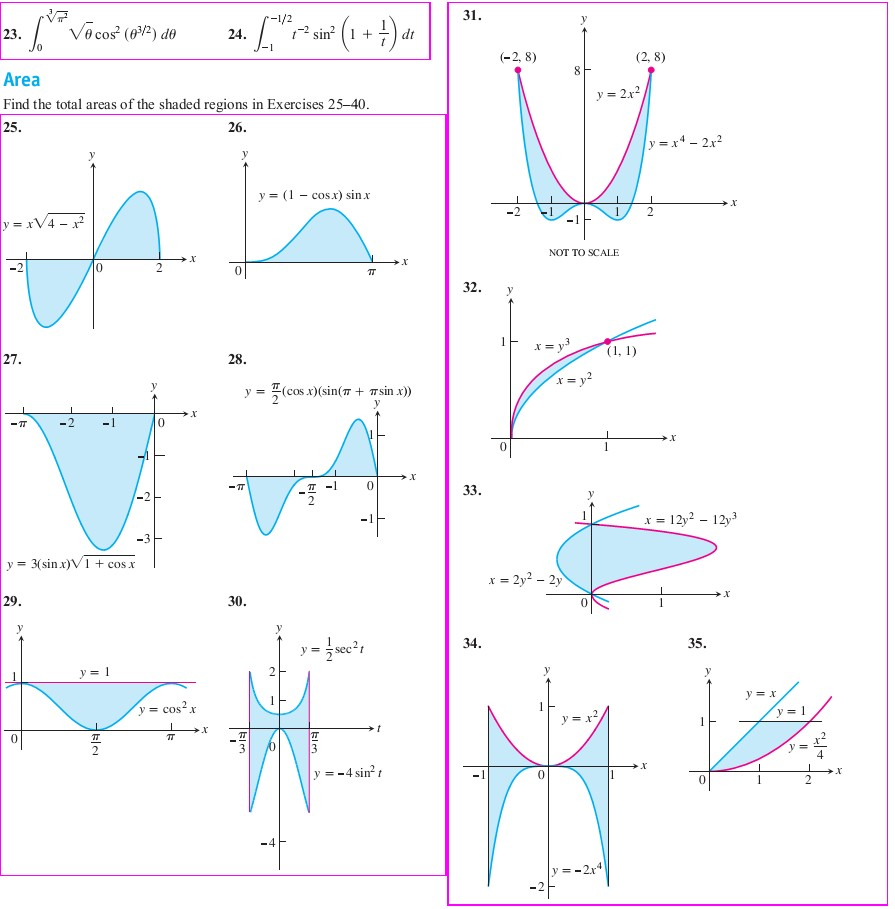 23. ∫₀^∛π² √θ cos² (θ^3/2) dθ
24. ∫₋₁^−1/2 t⁻² sin² (1 + 1/t) dt
Area
Find the total areas of the shaded regions in Exercises 25–40.
25.
y
y = x√4 − x²
−2
0
2
x
26.
y
y = (1 − cos x) sin x
0
π
x
27.
y
−π
−2
−1
0
x
−1
−2
−3
y = 3(sin x)√1 + cos x
28.
y = π/2 (cos x)(sin(π + π sin x))
y
1
−π
−π/2
−1
0
x
−1
29.
y
1
y = 1
y = cos² x
0
π/2
π
x
30.
y
y = 1/2 sec² t
2
1
−π/3
0
π/3
t
y = −4 sin² t
−4
31.
y
(−2, 8)
(2, 8)
8
y = 2x²
y = x⁴ − 2x²
−2
−1
1
2
x
−1
NOT TO SCALE
32.
y
1
x = y³
(1, 1)
x = y²
0
1
x
33.
y
1
x = 12y² − 12y³
x = 2y² − 2y
0
1
x
34.
y
1
y = x²
−1
0
1
x
y = −2x⁴
−2
35.
y
y = x
y = 1
1
y = x²/4
0
1
2
x